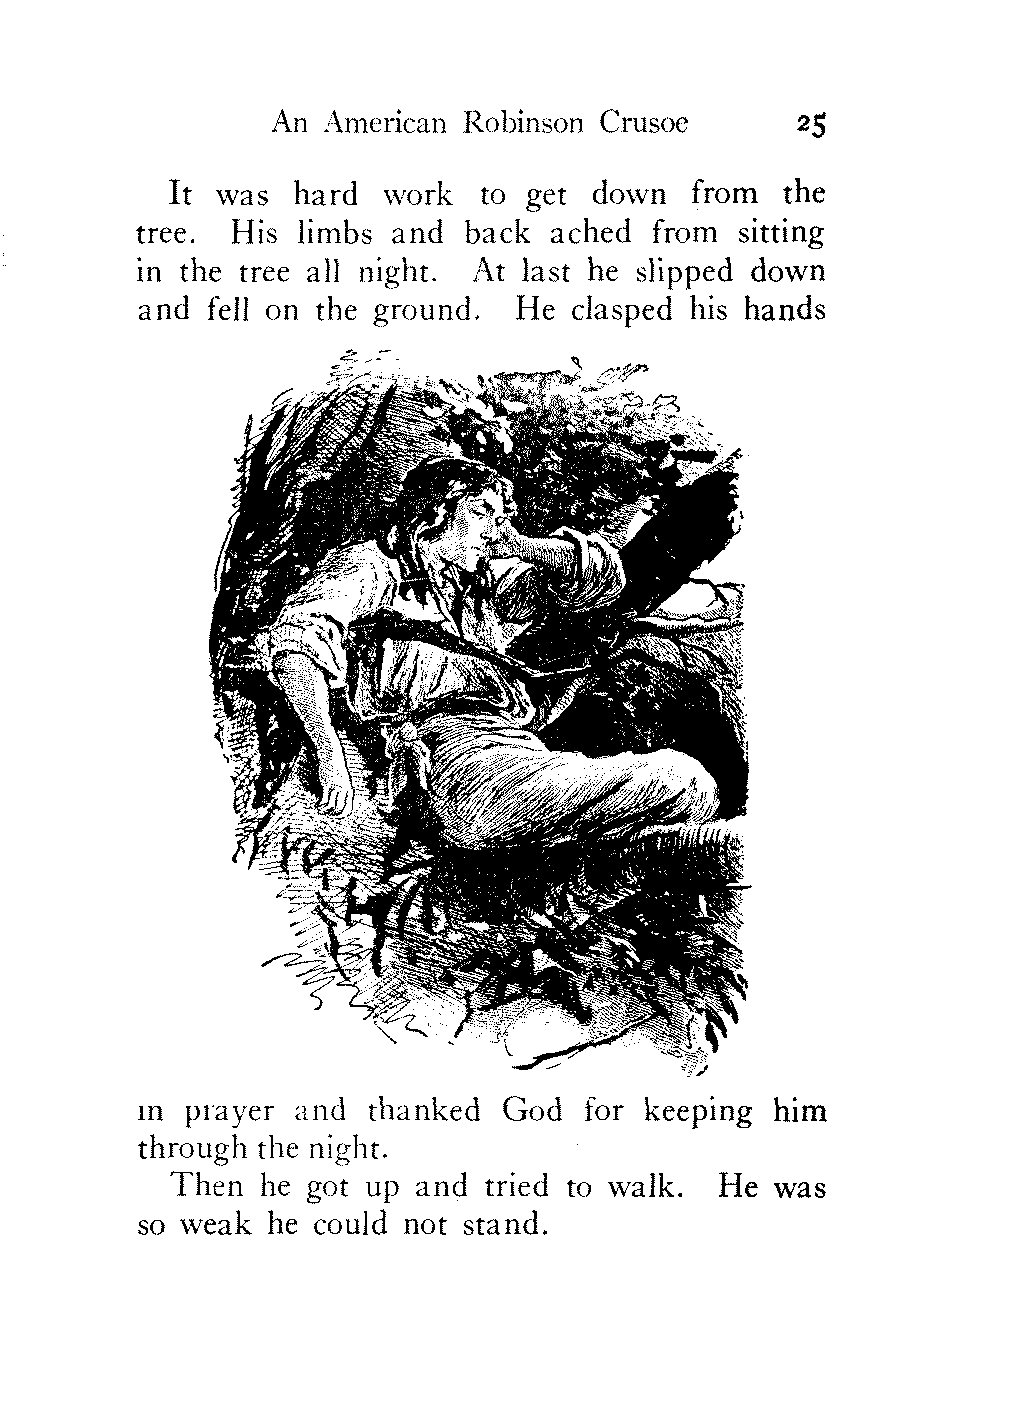 An American Robinson Crusoe 25
It was hard work to get down from the
tree. His limbs and back ached from sitting
in the tree all night. At last he slipped down
and fell on the ground. He clasped his hands
in prayer and thanked God for keeping him
through the night.
Then he got up and tried to walk. He was
so weak he could not stand.